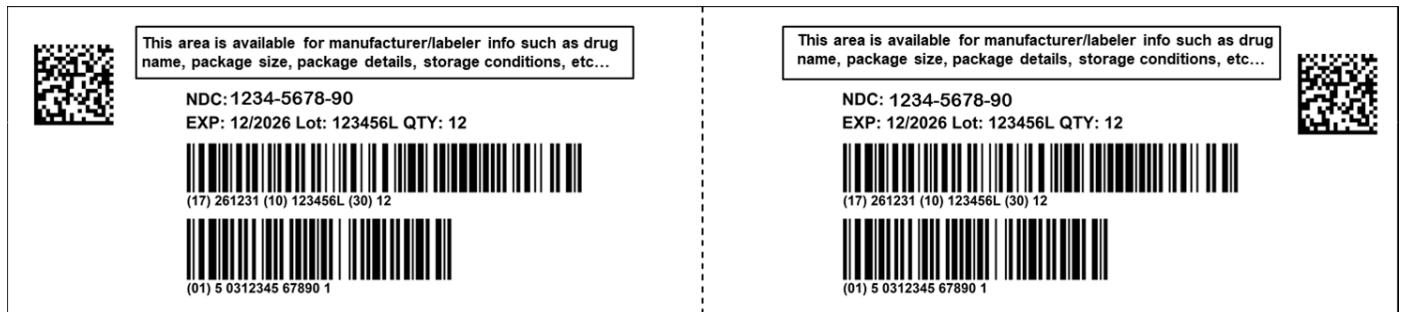 This area is available for manufacturer/labeler info such as drug
name, package size, package details, storage conditions, etc...
NDC: 1234-5678-90
EXP: 12/2026 Lot: 123456L QTY: 12
(17) 261231 (10) 123456L (30) 12
(01) 5 0312345 67890 1
This area is available for manufacturer/labeler info such as drug
name, package size, package details, storage conditions, etc...
NDC: 1234-5678-90
EXP: 12/2026 Lot: 123456L QTY: 12
(17) 261231 (10) 123456L (30) 12
(01) 5 0312345 67890 1